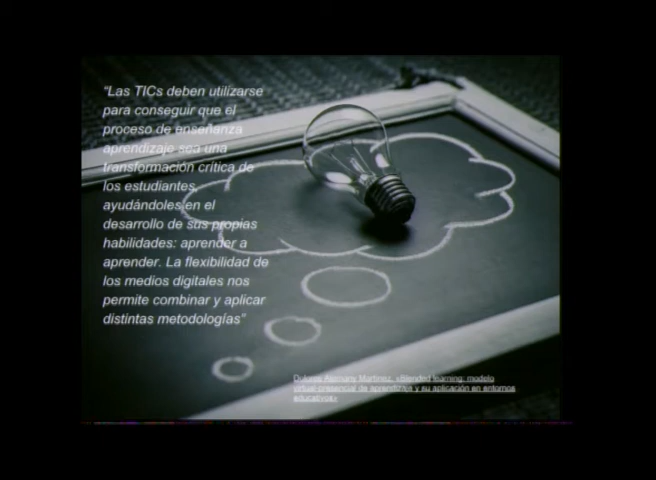 “Las TICs deben utilizarse
para conseguir que el
proceso de enseñanza
aprendizaje sea una
transformación crítica de
los estudiantes,
ayudándoles en el
desarrollo de sus propias
habilidades: aprender a
aprender. La flexibilidad de
los medios digitales nos
permite combinar y aplicar
distintas metodologías”
Dolores Alemany Martínez, «Blended learning: modelo
virtual-presencial de aprendizaje y su aplicación en entornos
educativos»